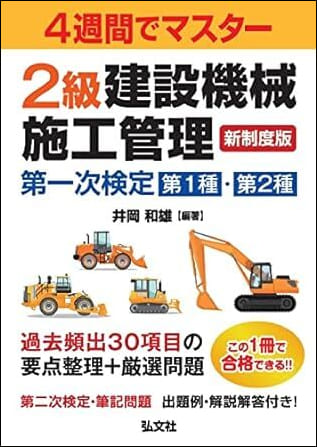 4週間でマスター
2級建設機械
施工管理 新制度版
第一次検定 第1種・第2種
井岡 和雄【編著】
過去頻出30項目の
要点整理+厳選問題
この1冊で
合格できる!!
第二次検定・筆記問題 出題例・解説解答付き!
弘文社